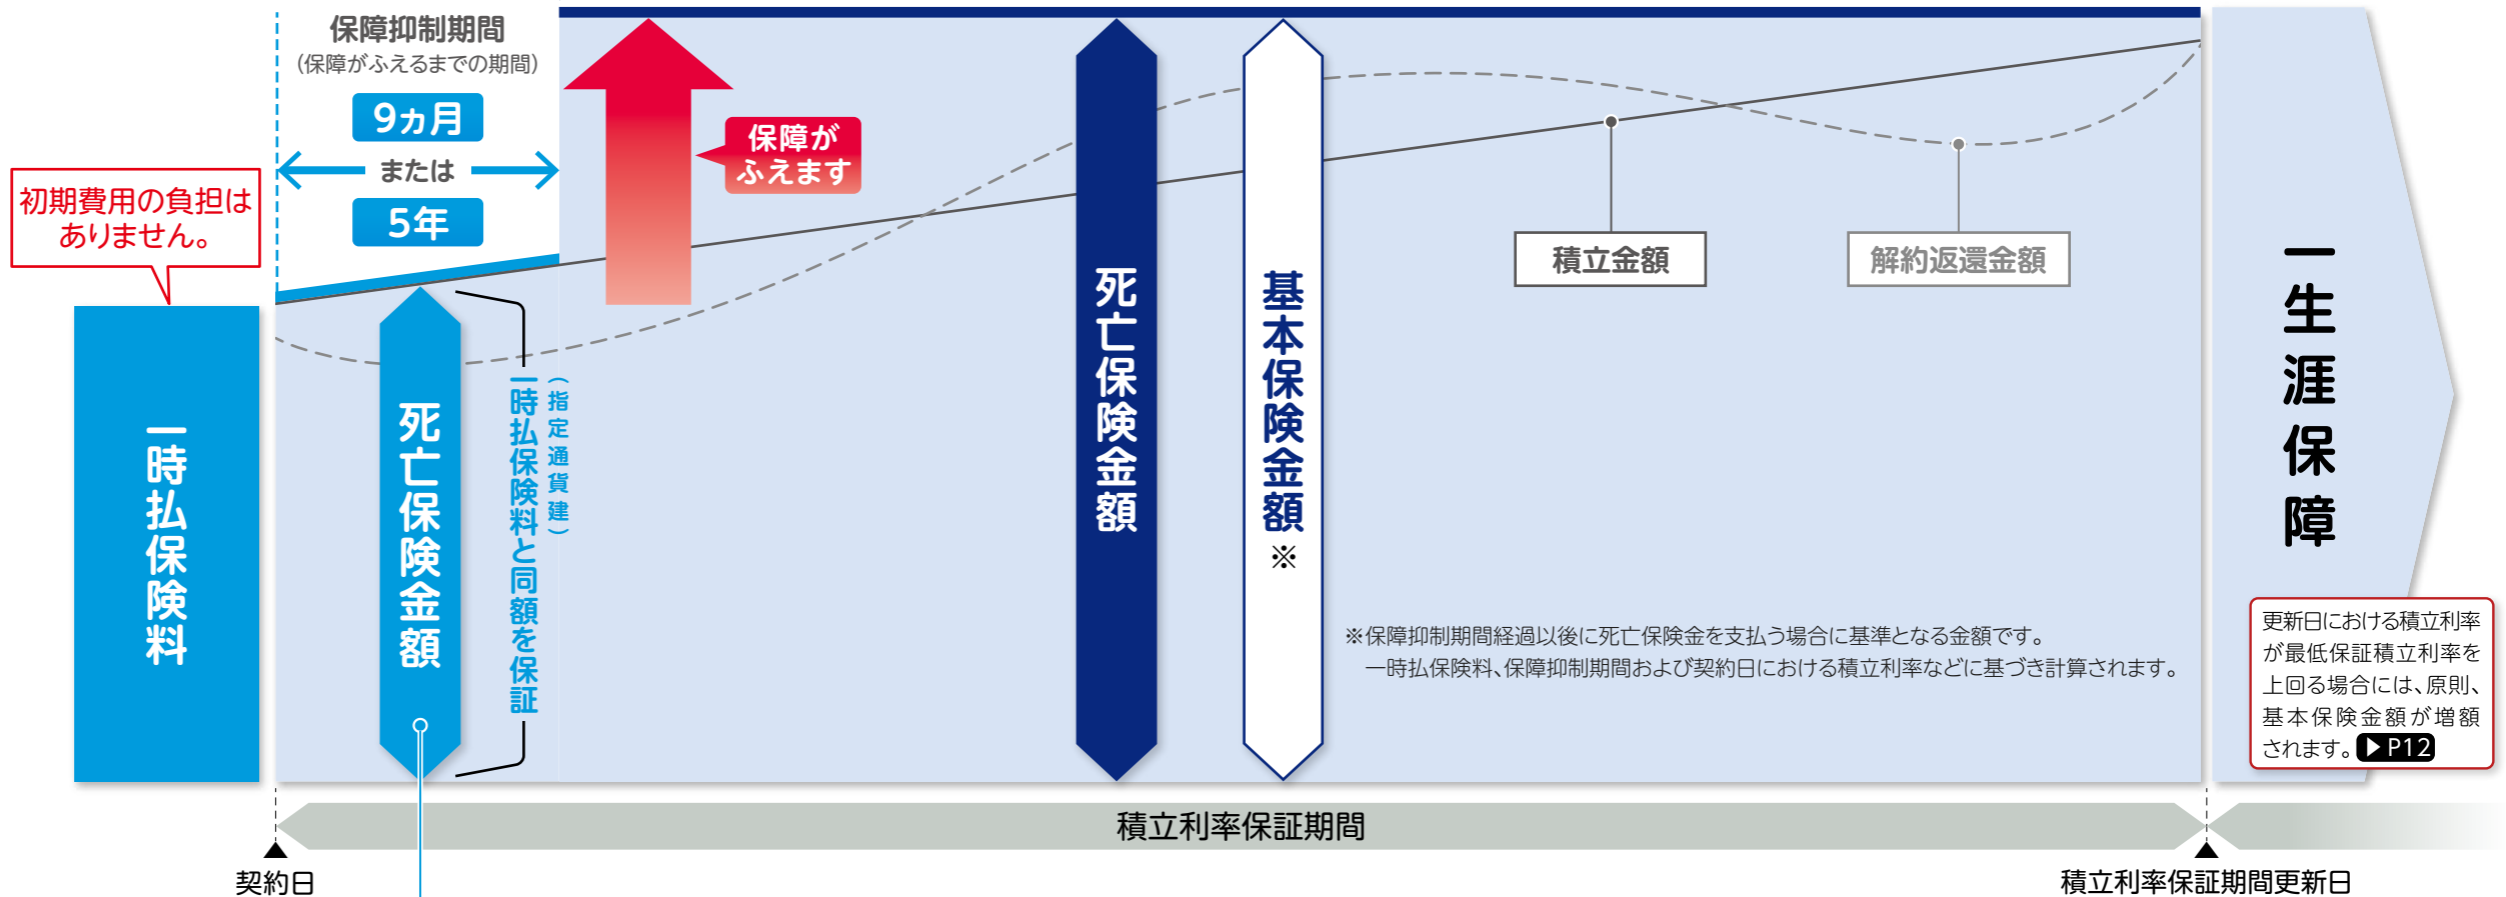 保障抑制期間
(保障がふえるまでの期間)
9ヵ月
または
5年
初期費用の負担は
ありません。
保障が
ふえます
一時払保険料
死亡保険金額
一時払保険料と同額を保証
(指定通貨建)
死亡保険金額
基本保険金額
※
積立金額
解約返還金額
※保障抑制期間経過以後に死亡保険金を支払う場合に基準となる金額です。
一時払保険料、保障抑制期間および契約日における積立利率などに基づき計算されます。
一生涯保障
更新日における積立利率
が最低保証積立利率を
上回る場合には、原則、
基本保険金額が増額
されます。▶P12
積立利率保証期間
契約日
積立利率保証期間更新日